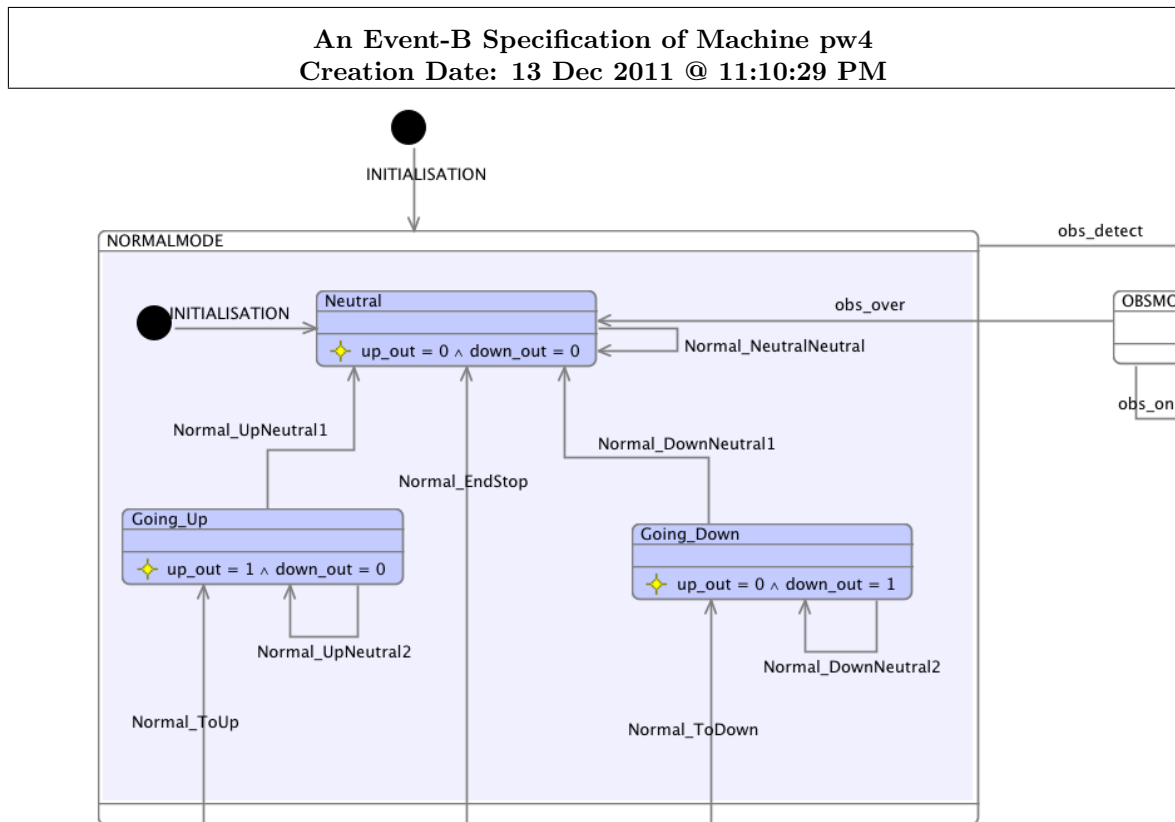 An Event-B Specification of Machine pw4
Creation Date: 13 Dec 2011 @ 11:10:29 PM
INITIALISATION
NORMALMODE
obs_detect
Neutral
INITIALISATION
obs_over
OBSMO
up_out = 0 ∧ down_out = 0
Normal_NeutralNeutral
obs_on
Normal_UpNeutral1
Normal_DownNeutral1
Normal_EndStop
Going_Up
Going_Down
up_out = 1 ∧ down_out = 0
up_out = 0 ∧ down_out = 1
Normal_UpNeutral2
Normal_DownNeutral2
Normal_ToUp
Normal_ToDown